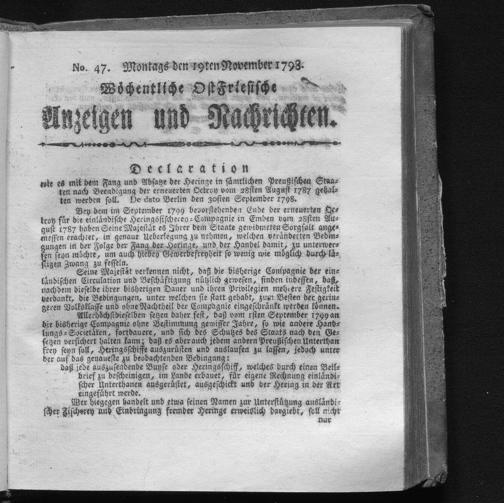 No. 47. Montags den 19ten November 1798.
Wöchentliche OstFriesische
Anzeigen und Nachrichten.
Declaration
wie es mit dem Fang und Absatz der Heringe in sämtlichen Preußischen Staa-
ten nach Beendigung der erneuerten Octroy vom 28sten August 1787 gehal-
ten werden soll. De dato Berlin den 30sten September 1798.
Bey dem im September 1799 bevorstehenden Ende der erneuerten Oc-
troy für die einländische Heringsfischerey-Compagnie in Emden vom 28sten Au-
gust 1787 haben Seine Majestät es Ihrer dem Staate gewidmeten Sorgfalt ange-
messen erachtet, in genaue Ueberlegung zu nehmen, welchen veränderten Bedin-
gungen in der Folge der Fang der Heringe, und der Handel damit, zu unterwer-
fen seyn möchte, um auch hiebey Gewerbefreyheit so wenig wie möglich durch lä-
stigen Zwang zu fesseln.
Seine Majestät verkennen nicht, daß die bisherige Compagnie der ein-
ländischen Circulation und Beschäftigung nützlich gewesen, finden indessen, daß,
nachdem dieselbe ihrer bisherigen Dauer und ihren Privilegien mehrere Festigkeit
verdankt, die Bedingungen, unter welchen sie statt gehabt, zum Besten der gerin-
geren Volksklasse und ohne Nachtheil der Compagnie eingeschränkt werden können.
Allerhöchstdieselben setzen daher fest, daß vom 1sten September 1799 an
die bisherige Compagnie ohne Bestimmung gewisser Jahre, so wie andere Hand-
lungs-Societäten, fortdauere, und sich des Schutzes des Staats nach den Ge-
setzen versichert halten kann; daß es aber auch jedem andern Preußischen Unterthan
frey seyn soll, Heringsschiffe auszurüsten und auslaufen zu lassen, jedoch unter
der auf das genaueste zu beobachtenden Bedingung:
daß jede auszusendende Buyse oder Heringsschiff, welches durch einen Beile-
brief zu bescheinigen, im Lande erbauet, für eigene Rechnung einländi-
scher Unterthanen ausgerüstet, ausgeschickt und der Hering in der Art
eingeführt werde.
Wer hiegegen handelt und etwa seinen Namen zur Unterstützung ausländi-
scher Fischerey und Einbringung fremder Heringe erweislich dargiebt, soll nicht
nur